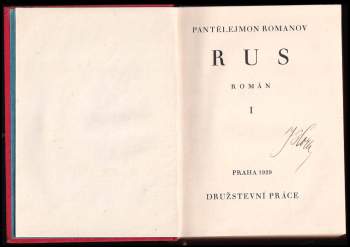 PANTĚLEJMON ROMANOV
RUS
ROMÁN
I
PRAHA 1929
DRUŽSTEVNÍ PRÁCE